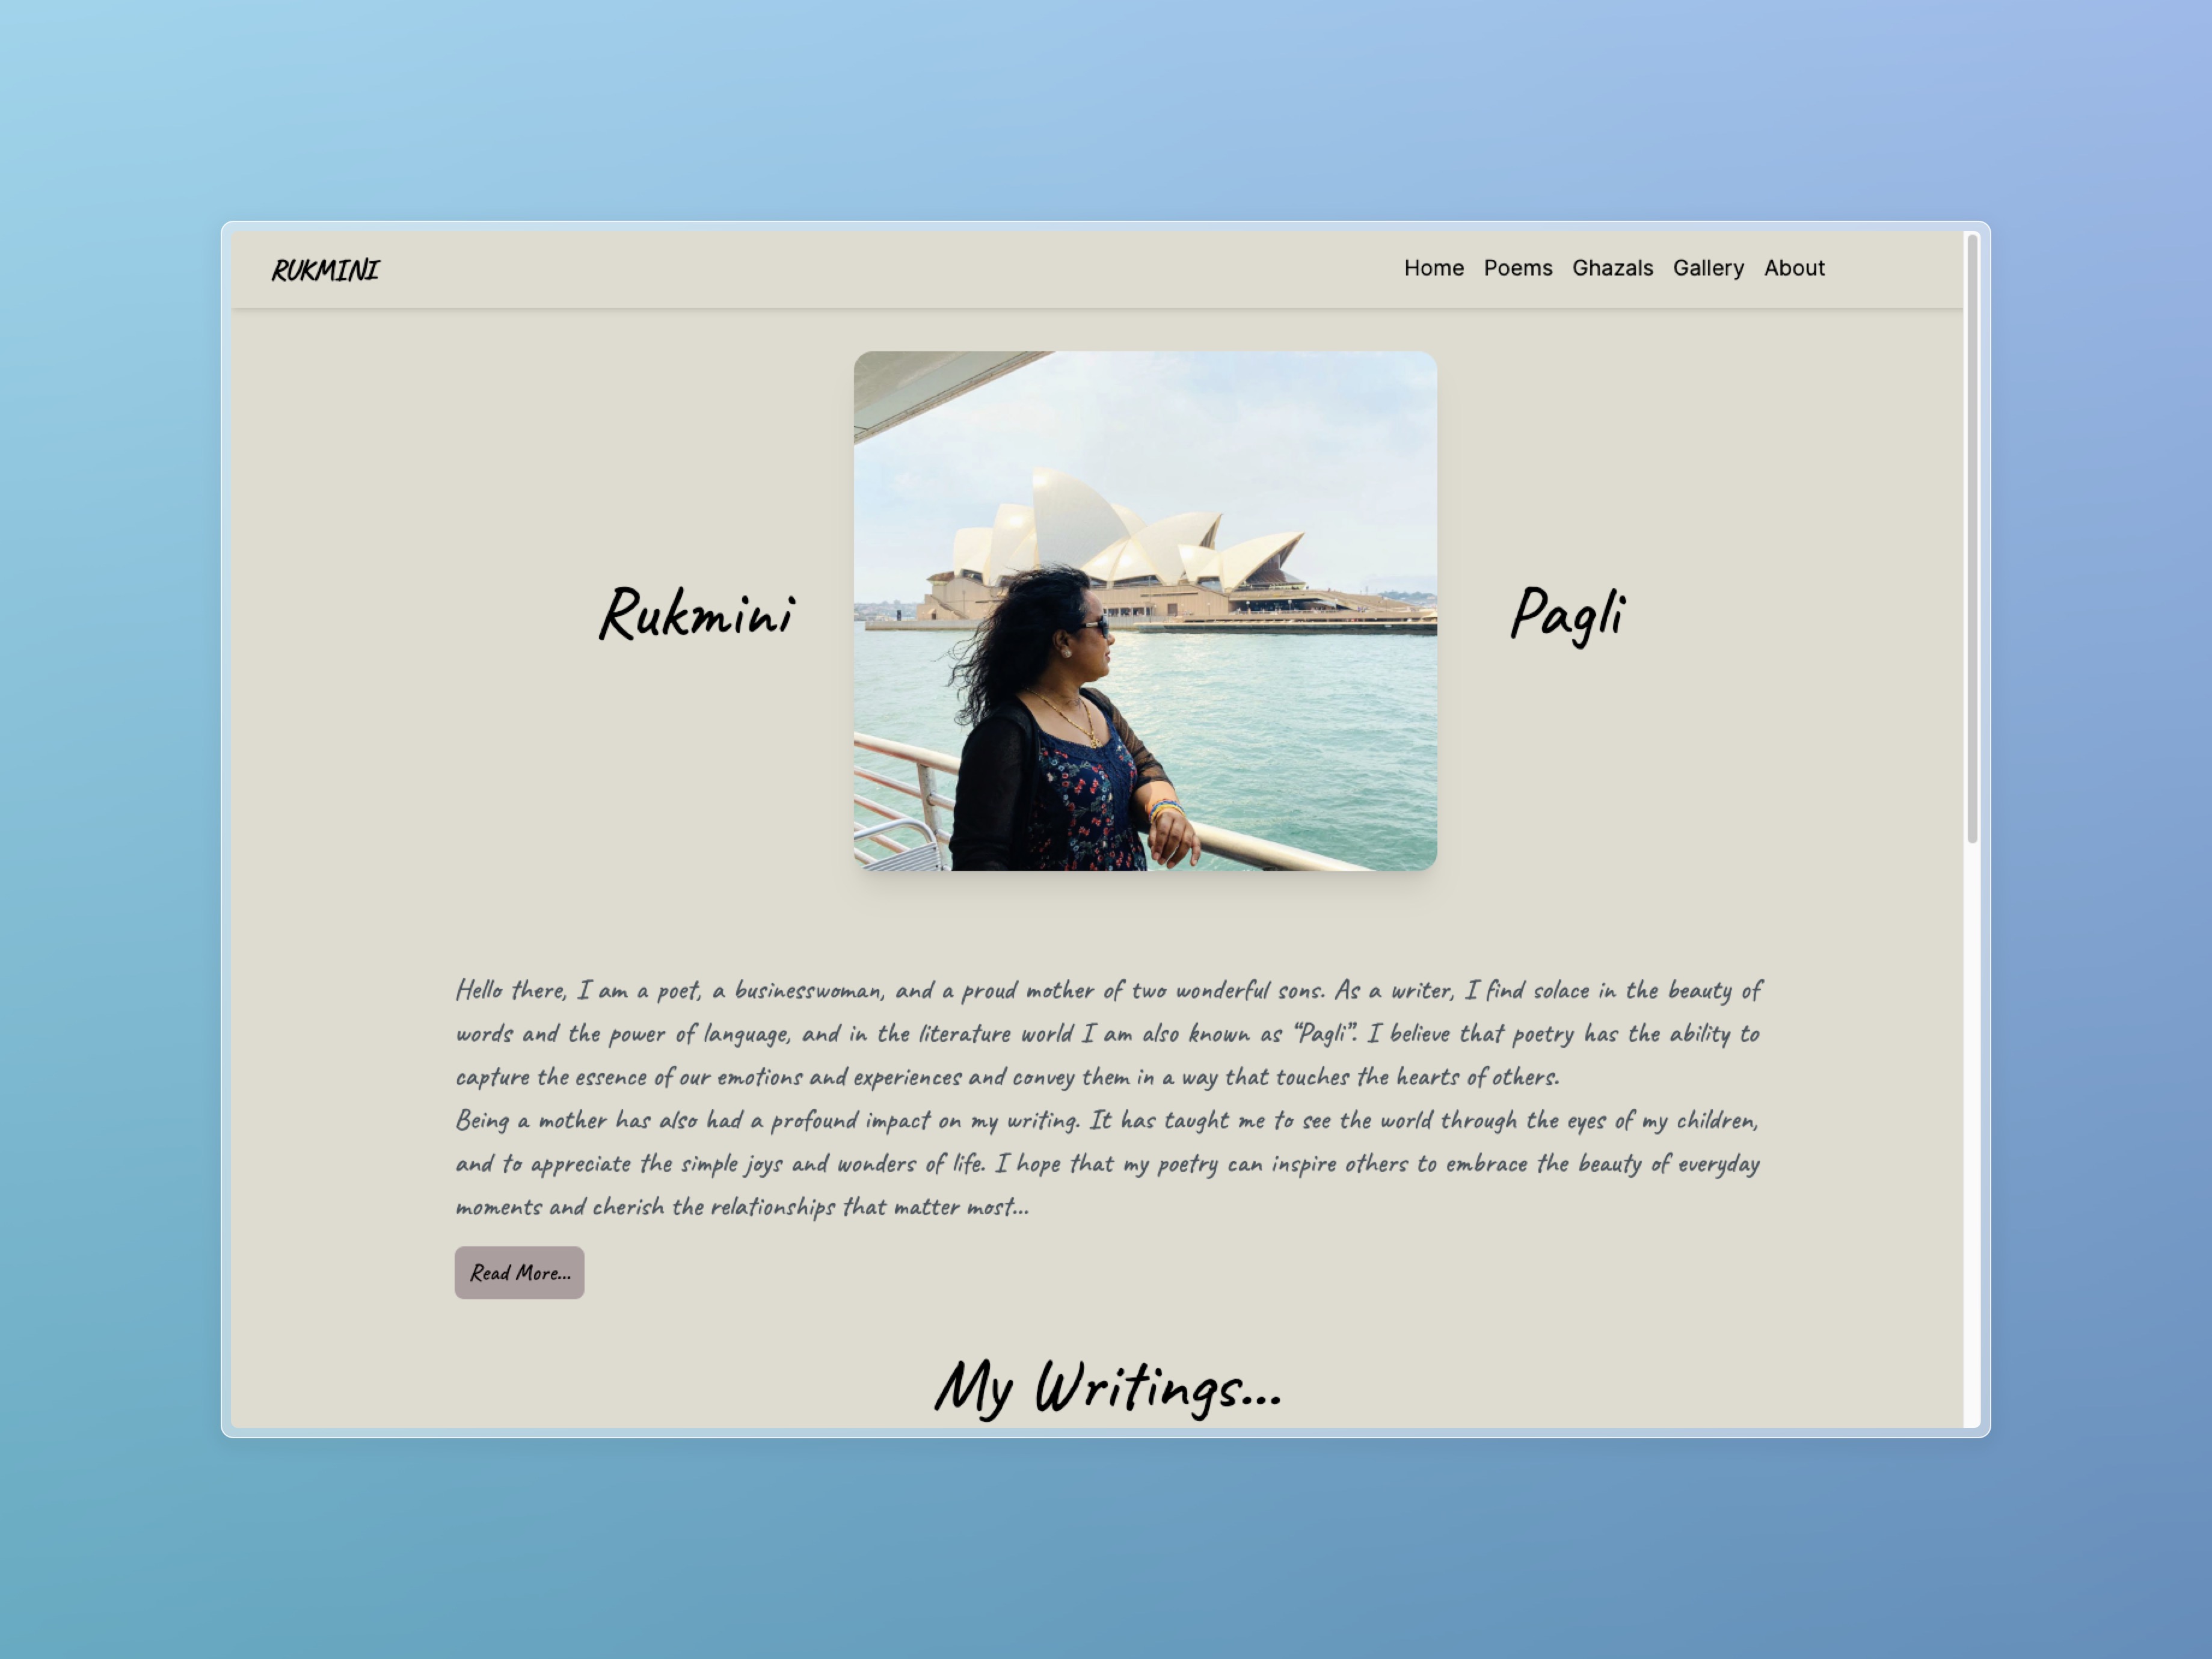 RUKMINI
Home Poems Ghazals Gallery About
Rukmini
Pagli
Hello there, I am a poet, a businesswoman, and a proud mother of two wonderful sons. As a writer, I find solace in the beauty of
words and the power of language, and in the literature world I am also known as “Pagli”. I believe that poetry has the ability to
capture the essence of our emotions and experiences and convey them in a way that touches the hearts of others.
Being a mother has also had a profound impact on my writing. It has taught me to see the world through the eyes of my children,
and to appreciate the simple joys and wonders of life. I hope that my poetry can inspire others to embrace the beauty of everyday
moments and cherish the relationships that matter most...
Read More...
My Writings...